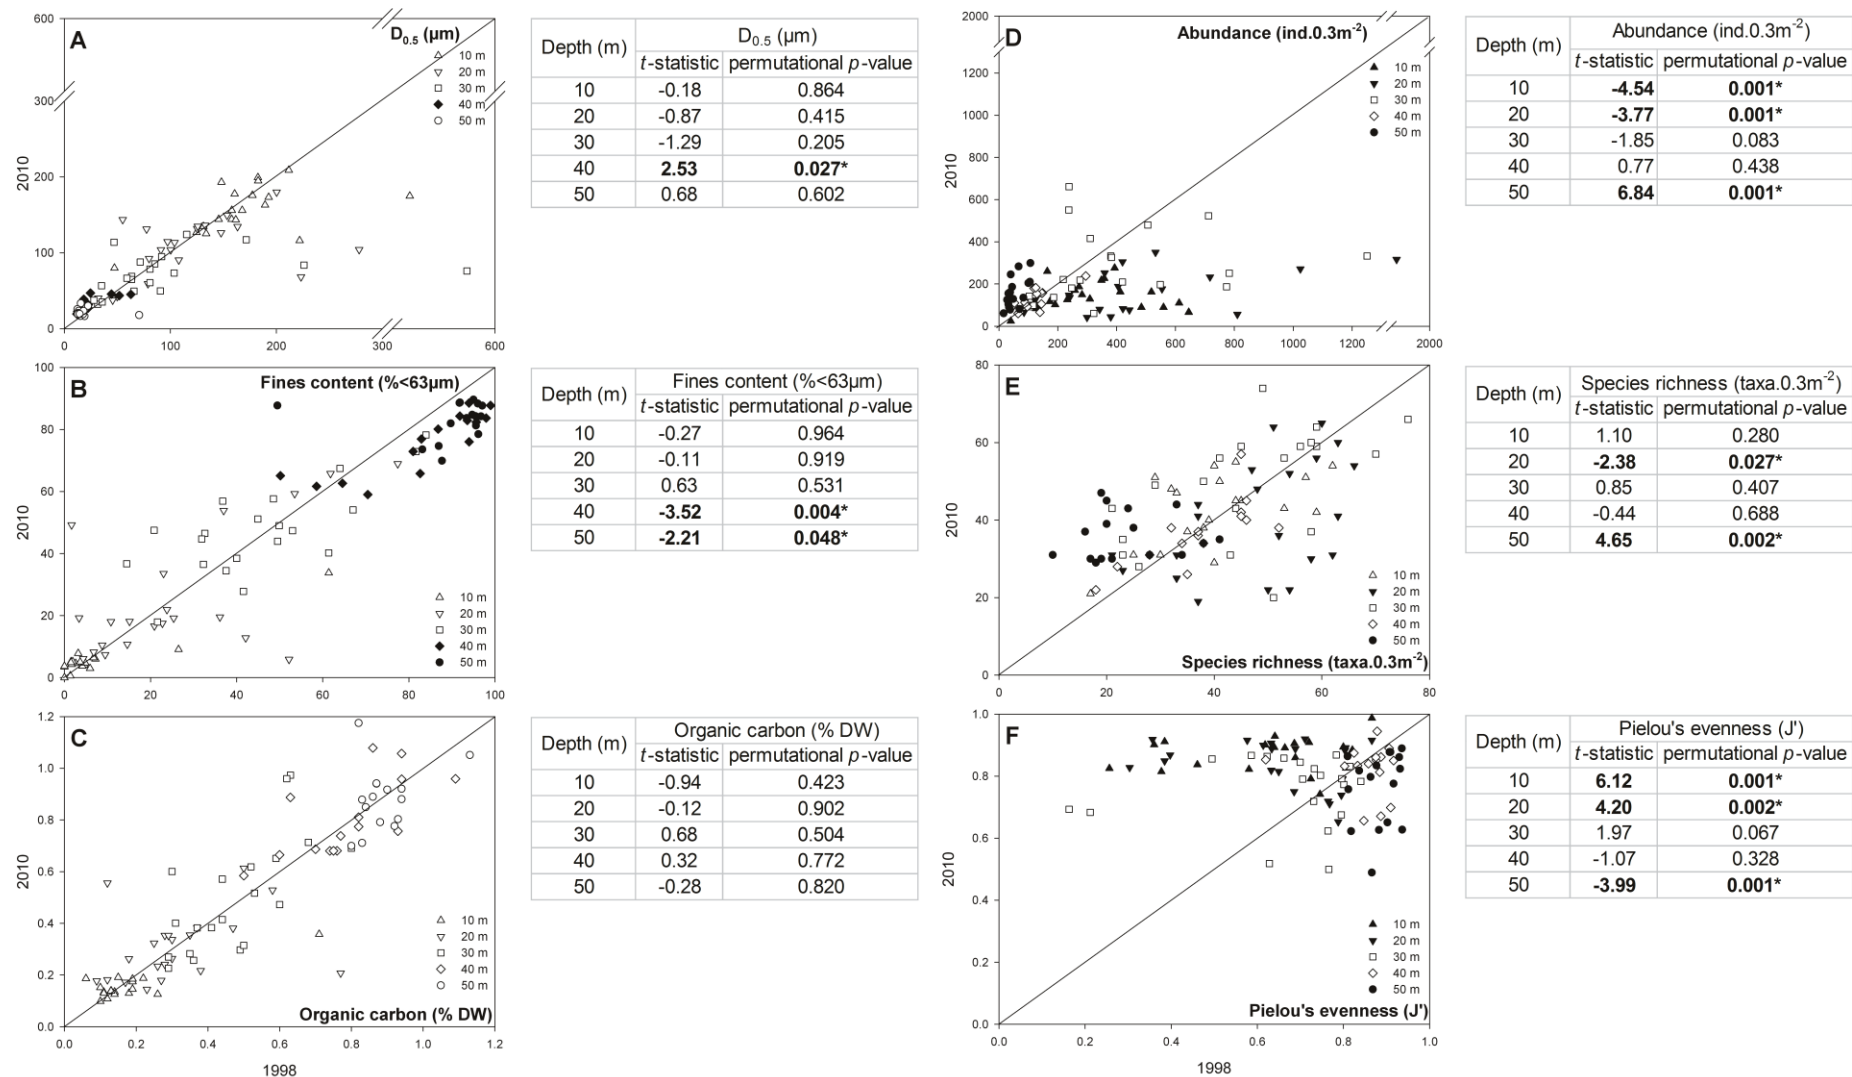 A
D0.5 (µm)
10 m
20 m
30 m
40 m
50 m
600
300
200
100
0
0
100
200
300
600
2010
Depth (m)
D0.5 (µm)
t-statistic permutational p-value
10 -0.18 0.864
20 -0.87 0.415
30 -1.29 0.205
40 2.53 0.027*
50 0.68 0.602
B
Fines content (%<63µm)
10 m
20 m
30 m
40 m
50 m
100
80
60
40
20
0
0
20
40
60
80
100
2010
Depth (m)
Fines content (%<63µm)
t-statistic permutational p-value
10 -0.27 0.964
20 -0.11 0.919
30 0.63 0.531
40 -3.52 0.004*
50 -2.21 0.048*
C
10 m
20 m
30 m
40 m
50 m
Organic carbon (% DW)
1.2
1.0
0.8
0.6
0.4
0.2
0.0
0.0
0.2
0.4
0.6
0.8
1.0
1.2
2010
1998
Depth (m)
Organic carbon (% DW)
t-statistic permutational p-value
10 -0.94 0.423
20 -0.12 0.902
30 0.68 0.504
40 0.32 0.772
50 -0.28 0.820
D
Abundance (ind.0.3m-2)
10 m
20 m
30 m
40 m
50 m
2000
1200
1000
800
600
400
200
0
0
200
400
600
800
1000
1200
2000
2010
Depth (m)
Abundance (ind.0.3m-2)
t-statistic permutational p-value
10 -4.54 0.001*
20 -3.77 0.001*
30 -1.85 0.083
40 0.77 0.438
50 6.84 0.001*
E
10 m
20 m
30 m
40 m
50 m
Species richness (taxa.0.3m-2)
80
60
40
20
0
0
20
40
60
80
2010
Depth (m)
Species richness (taxa.0.3m-2)
t-statistic permutational p-value
10 1.10 0.280
20 -2.38 0.027*
30 0.85 0.407
40 -0.44 0.688
50 4.65 0.002*
F
10 m
20 m
30 m
40 m
50 m
Pielou's evenness (J')
1.0
0.8
0.6
0.4
0.2
0.0
0.0
0.2
0.4
0.6
0.8
1.0
2010
1998
Depth (m)
Pielou's evenness (J')
t-statistic permutational p-value
10 6.12 0.001*
20 4.20 0.002*
30 1.97 0.067
40 -1.07 0.328
50 -3.99 0.001*